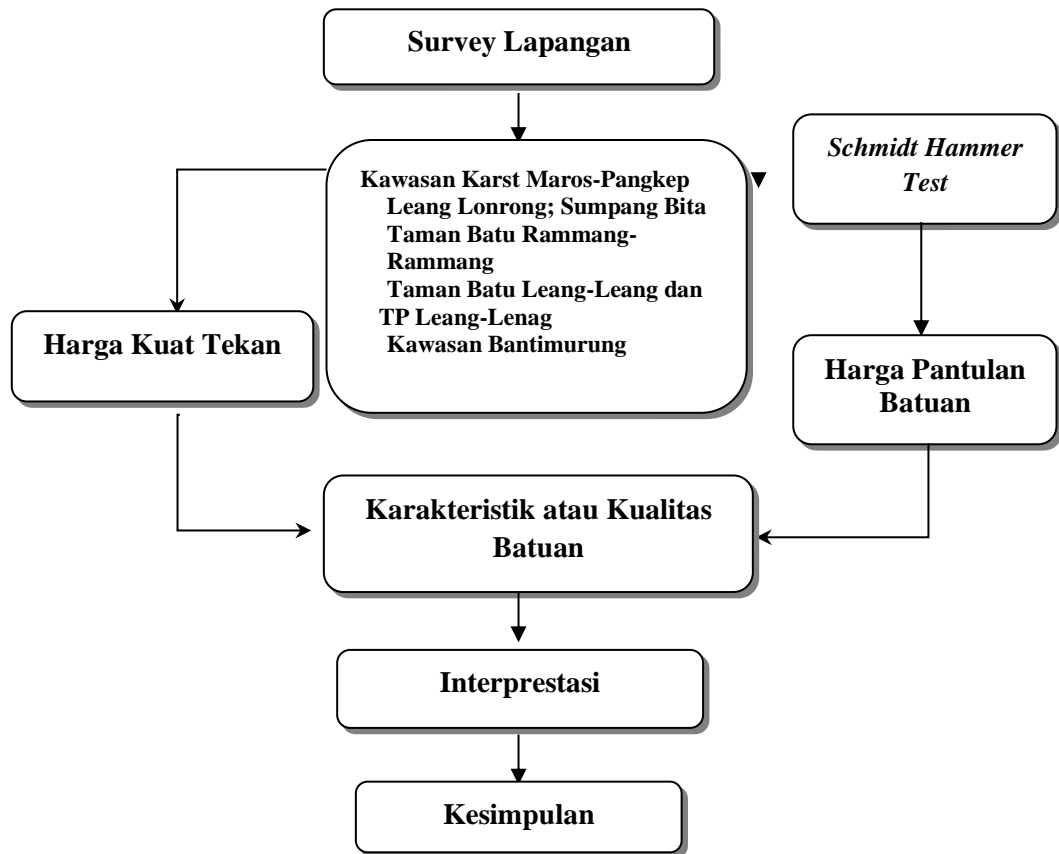 Survey Lapangan
Kawasan Karst Maros-Pangkep
Leang Lonrong; Sumpang Bita
Taman Batu Rammang-
Rammang
Taman Batu Leang-Leang dan
TP Leang-Lenag
Kawasan Bantimurung
Schmidt Hammer
Test
Harga Kuat Tekan
Harga Pantulan
Batuan
Karakteristik atau Kualitas
Batuan
Interprestasi
Kesimpulan